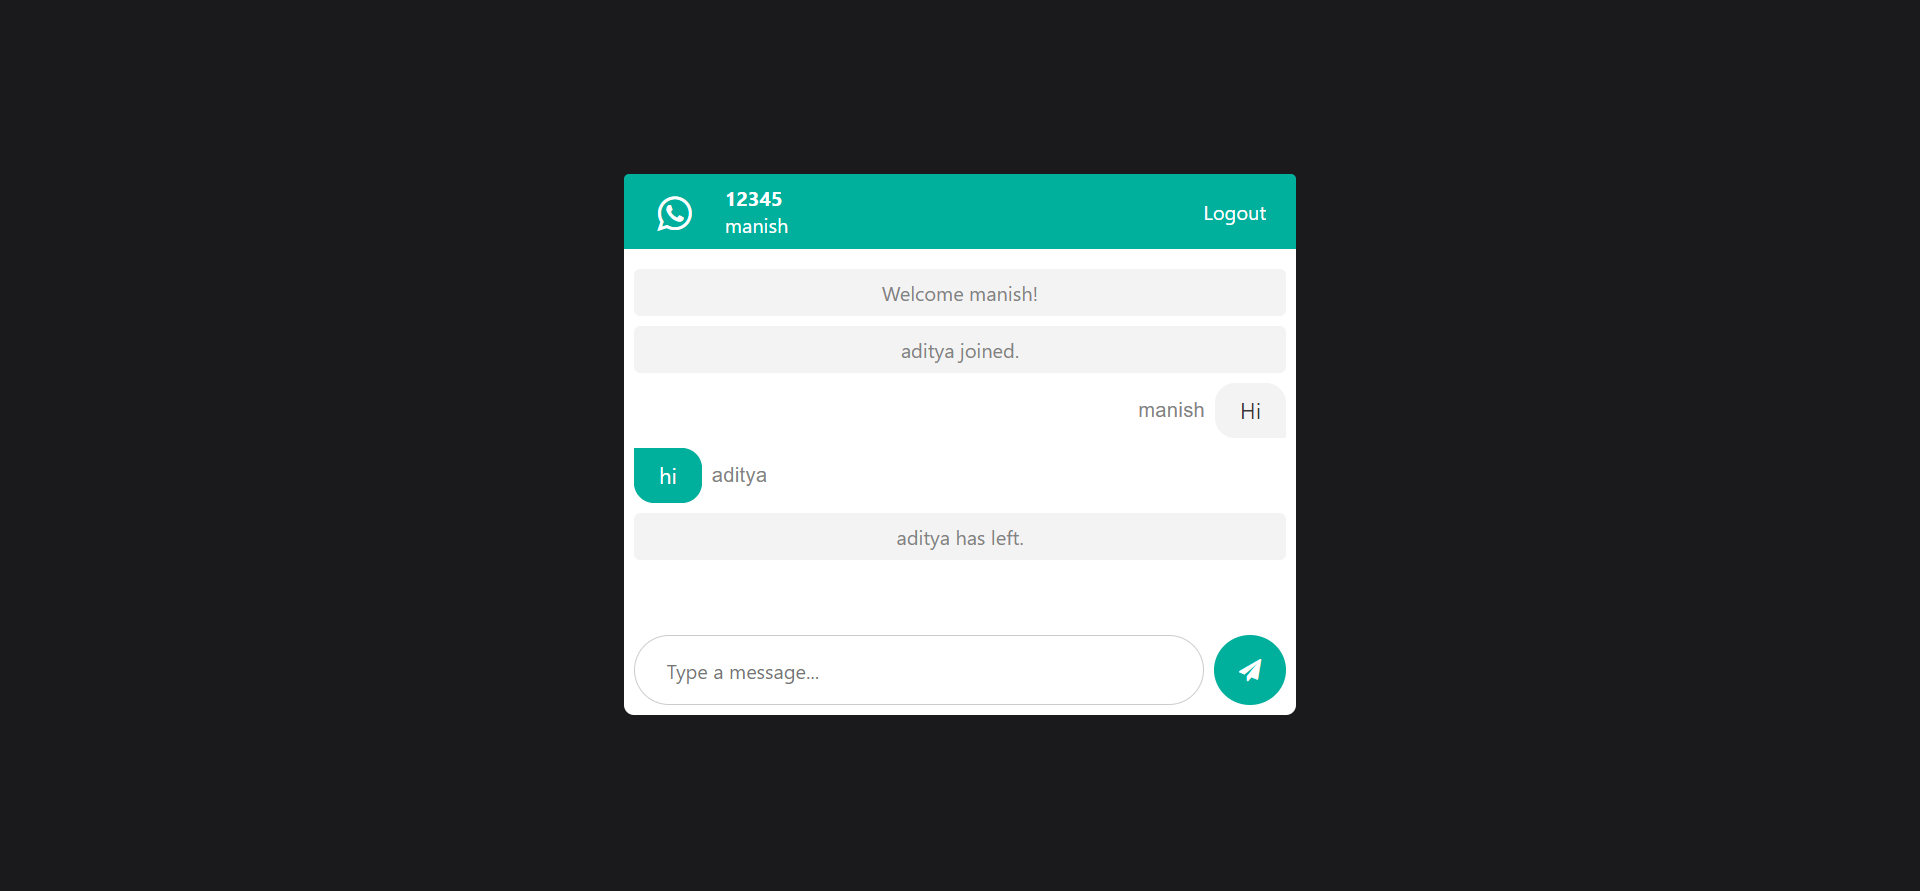 12345
manish
Logout
Welcome manish!
aditya joined.
manish Hi
hi aditya
aditya has left.
Type a message...